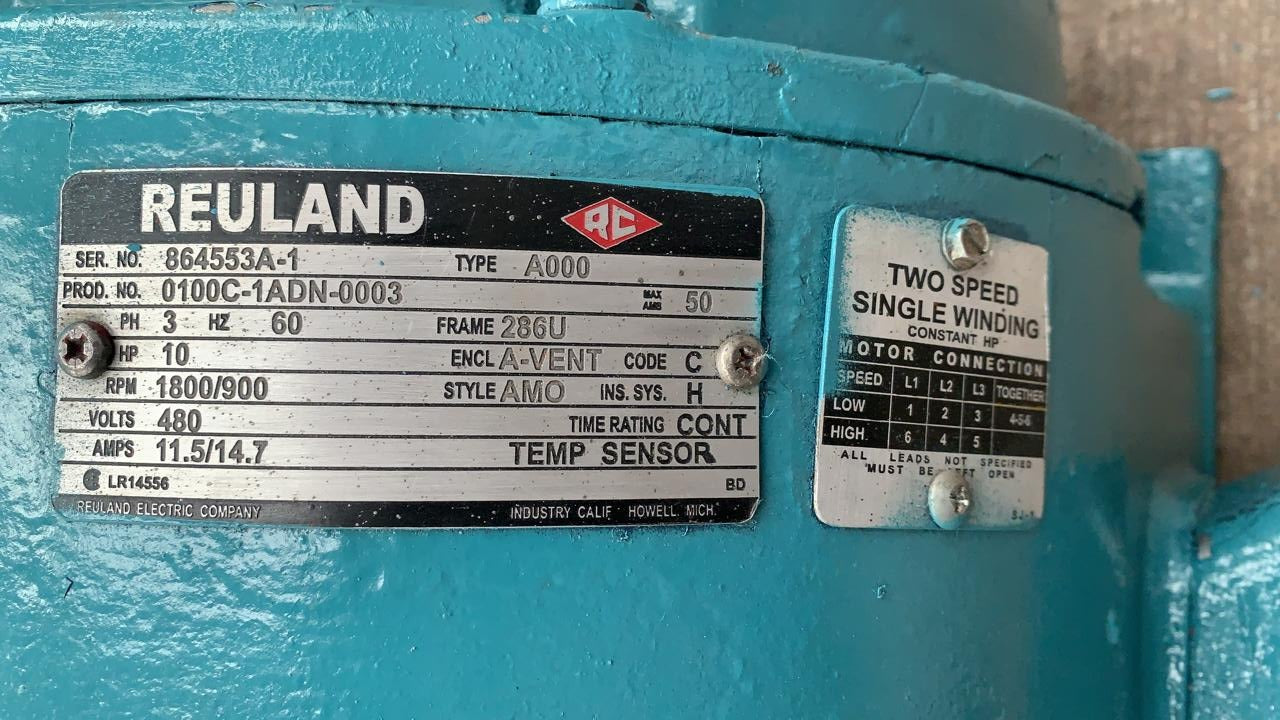 REULAND RC
SER. NO. 864553A-1 TYPE A000
PROD. NO. 0100C-1ADN-0003 MAX AMB 50
PH 3 HZ 60 FRAME 286U
HP 10 ENCL A-VENT CODE C
RPM 1800/900 STYLE AMO INS. SYS. H
VOLTS 480 TIME RATING CONT
AMPS 11.5/14.7 TEMP SENSOR
LR14556 BD
REULAND ELECTRIC COMPANY INDUSTRY CALIF HOWELL MICH.
TWO SPEED
SINGLE WINDING
CONSTANT HP
MOTOR CONNECTION
SPEED L1 L2 L3 TOGETHER
LOW 1 2 3 4-5-6
HIGH. 6 4 5
ALL LEADS NOT SPECIFIED
MUST BE LEFT OPEN